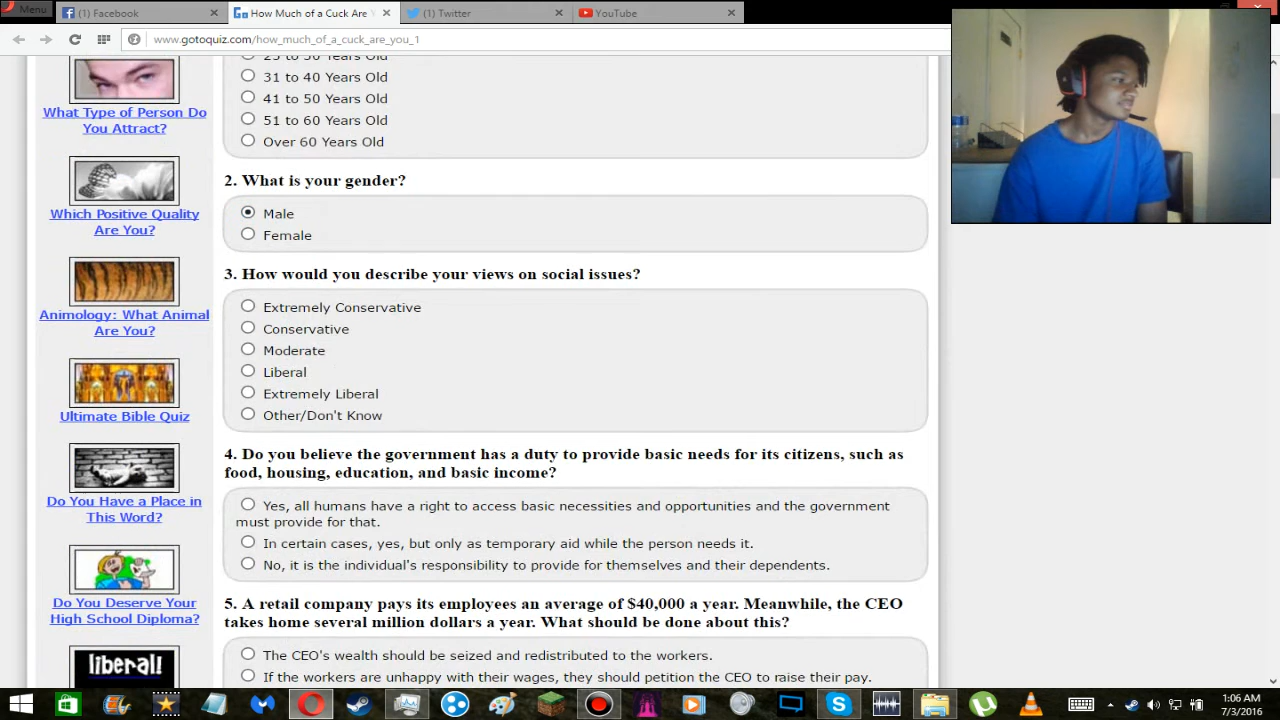 Menu
(1) Facebook
How Much of a Cuck Are Y
(1) Twitter
YouTube
www.gotoquiz.com/how_much_of_a_cuck_are_you_1
What Type of Person Do
You Attract?
Which Positive Quality
Are You?
Animology: What Animal
Are You?
Ultimate Bible Quiz
Do You Have a Place in
This Word?
Do You Deserve Your
High School Diploma?
liberal!
31 to 40 Years Old
41 to 50 Years Old
51 to 60 Years Old
Over 60 Years Old
2. What is your gender?
Male
Female
3. How would you describe your views on social issues?
Extremely Conservative
Conservative
Moderate
Liberal
Extremely Liberal
Other/Don't Know
4. Do you believe the government has a duty to provide basic needs for its citizens, such as
food, housing, education, and basic income?
Yes, all humans have a right to access basic necessities and opportunities and the government
must provide for that.
In certain cases, yes, but only as temporary aid while the person needs it.
No, it is the individual's responsibility to provide for themselves and their dependents.
5. A retail company pays its employees an average of $40,000 a year. Meanwhile, the CEO
takes home several million dollars a year. What should be done about this?
The CEO's wealth should be seized and redistributed to the workers.
If the workers are unhappy with their wages, they should petition the CEO to raise their pay.
1:06 AM
7/3/2016